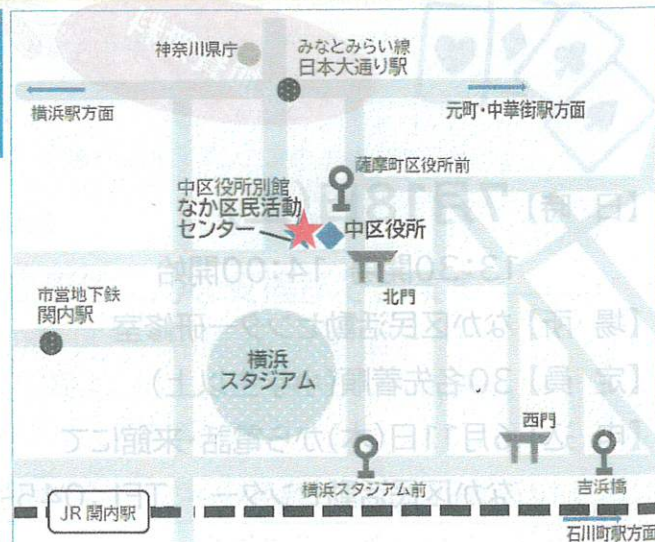 神奈川県庁
みなとみらい線
日本大通り駅
横浜駅方面
元町・中華街駅方面
薩摩町区役所前
中区役所別館
なか区民活動
センター
中区役所
北門
市営地下鉄
関内駅
横浜
スタジアム
西門
横浜スタジアム前
吉浜橋
JR 関内駅
石川町駅方面